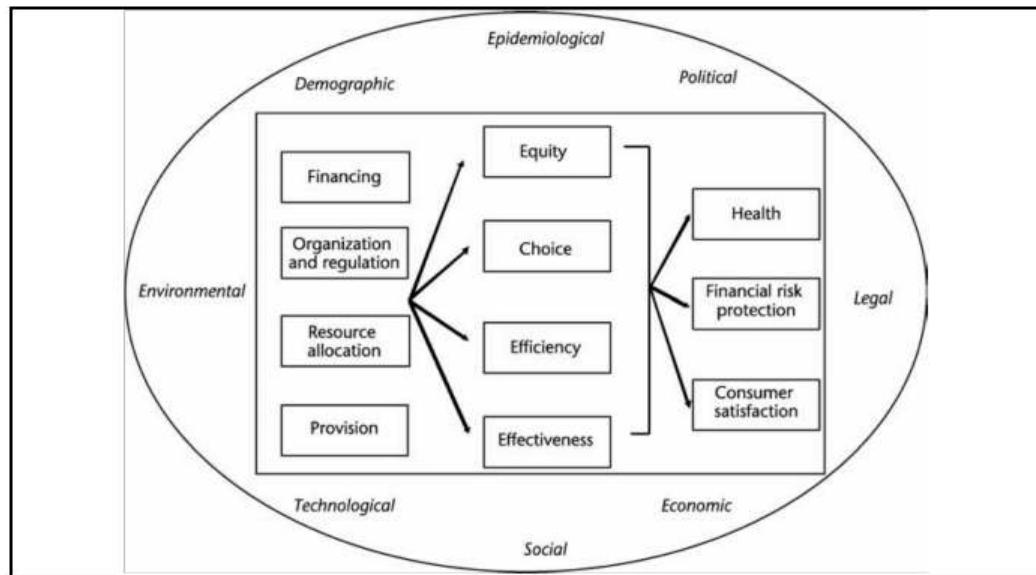 Epidemiological
Demographic
Political
Financing
Equity
Health
Organization
and regulation
Choice
Environmental
Financial risk
protection
Legal
Resource
allocation
Efficiency
Consumer
satisfaction
Provision
Effectiveness
Technological
Economic
Social